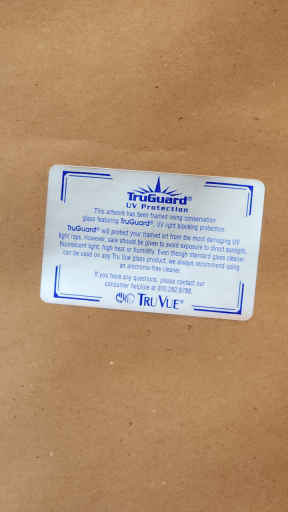 TruGuard®
UV Protection
This artwork has been framed using conservation
glass featuring TruGuard®, UV light blocking protection.
TruGuard® will protect your framed art from the most damaging UV
light rays. However, care should be given to avoid exposure to direct sunlight,
fluorescent light, high heat or humidity. Even though standard glass cleaner
can be used on any Tru Vue glass product, we always recommend using
an ammonia-free cleaner.
If you have any questions, please contact our
consumer helpline at
TRU VUE®